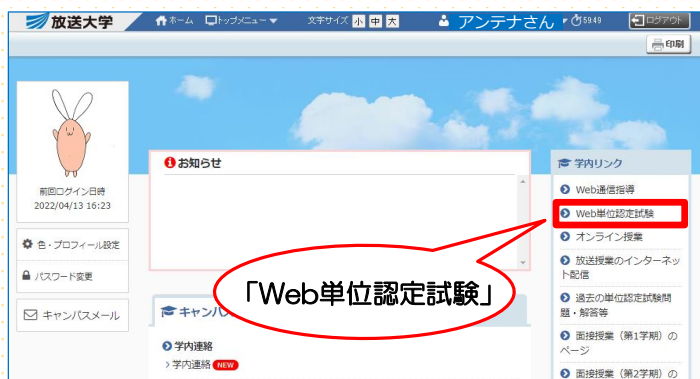 放送大学
ホーム トップメニュー▼ 文字サイズ 小 中 大 アンテナさん 59:49 ログアウト
印刷
前回ログイン日時
2022/04/13 16:23
色・プロフィール設定
パスワード変更
キャンパスメール
お知らせ
「Web単位認定試験」
キャンパ
学内連絡
学内連絡 NEW
学内リンク
Web通信指導
Web単位認定試験
オンライン授業
放送授業のインターネッ
ト配信
過去の単位認定試験問
題・解答等
面接授業（第1学期）の
ページ
面接授業（第2学期）の